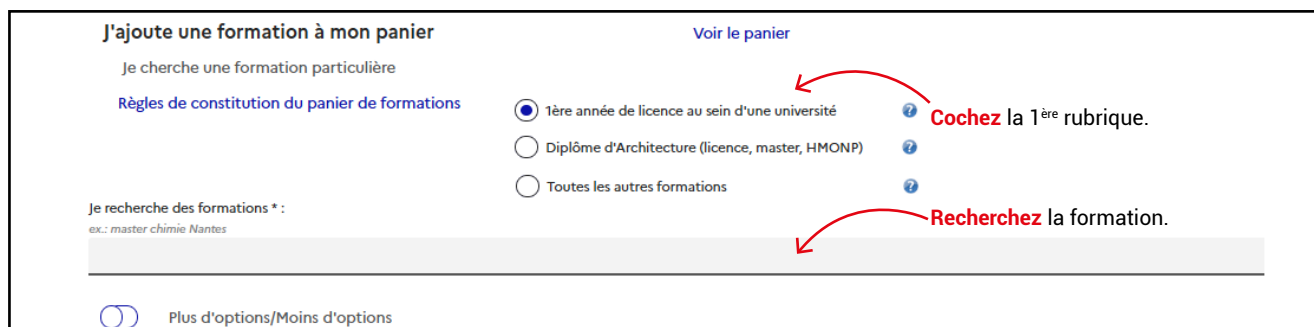 J'ajoute une formation à mon panier
Voir le panier
Je cherche une formation particulière
Règles de constitution du panier de formations
1ère année de licence au sein d'une université
Cochez la 1ère rubrique.
Diplôme d'Architecture (licence, master, HMONP)
Toutes les autres formations
Je recherche des formations * :
ex.: master chimie Nantes
Recherchez la formation.
Plus d'options/Moins d'options